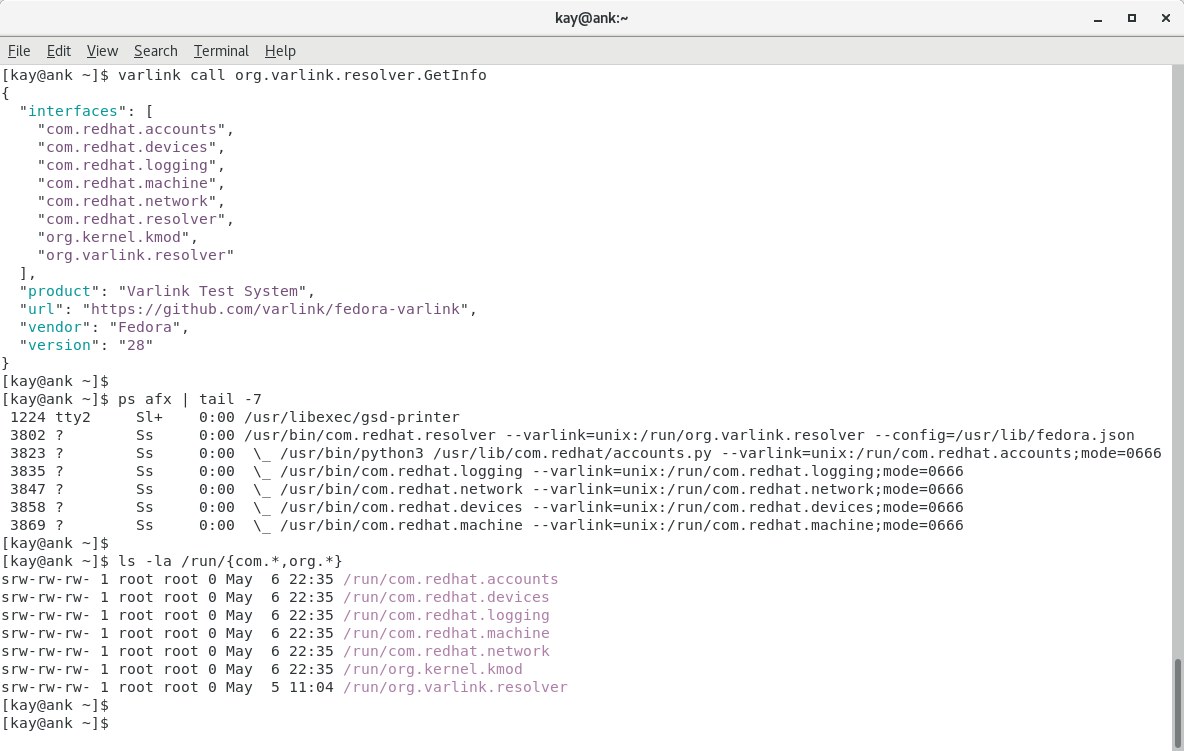 kay@ank:~
File Edit View Search Terminal Help
[kay@ank ~]$ varlink call org.varlink.resolver.GetInfo
{
  "interfaces": [
    "com.redhat.accounts",
    "com.redhat.devices",
    "com.redhat.logging",
    "com.redhat.machine",
    "com.redhat.network",
    "com.redhat.resolver",
    "org.kernel.kmod",
    "org.varlink.resolver"
  ],
  "product": "Varlink Test System",
  "url": "https://github.com/varlink/fedora-varlink",
  "vendor": "Fedora",
  "version": "28"
}
[kay@ank ~]$
[kay@ank ~]$ ps afx | tail -7
 1224 tty2     Sl+    0:00 /usr/libexec/gsd-printer
 3802 ?        Ss     0:00 /usr/bin/com.redhat.resolver --varlink=unix:/run/org.varlink.resolver --config=/usr/lib/fedora.json
 3823 ?        Ss     0:00  \_ /usr/bin/python3 /usr/lib/com.redhat/accounts.py --varlink=unix:/run/com.redhat.accounts;mode=0666
 3835 ?        Ss     0:00  \_ /usr/bin/com.redhat.logging --varlink=unix:/run/com.redhat.logging;mode=0666
 3847 ?        Ss     0:00  \_ /usr/bin/com.redhat.network --varlink=unix:/run/com.redhat.network;mode=0666
 3858 ?        Ss     0:00  \_ /usr/bin/com.redhat.devices --varlink=unix:/run/com.redhat.devices;mode=0666
 3869 ?        Ss     0:00  \_ /usr/bin/com.redhat.machine --varlink=unix:/run/com.redhat.machine;mode=0666
[kay@ank ~]$
[kay@ank ~]$ ls -la /run/{com.*,org.*}
srw-rw-rw- 1 root root 0 May  6 22:35 /run/com.redhat.accounts
srw-rw-rw- 1 root root 0 May  6 22:35 /run/com.redhat.devices
srw-rw-rw- 1 root root 0 May  6 22:35 /run/com.redhat.logging
srw-rw-rw- 1 root root 0 May  6 22:35 /run/com.redhat.machine
srw-rw-rw- 1 root root 0 May  6 22:35 /run/com.redhat.network
srw-rw-rw- 1 root root 0 May  6 22:35 /run/org.kernel.kmod
srw-rw-rw- 1 root root 0 May  5 11:04 /run/org.varlink.resolver
[kay@ank ~]$
[kay@ank ~]$